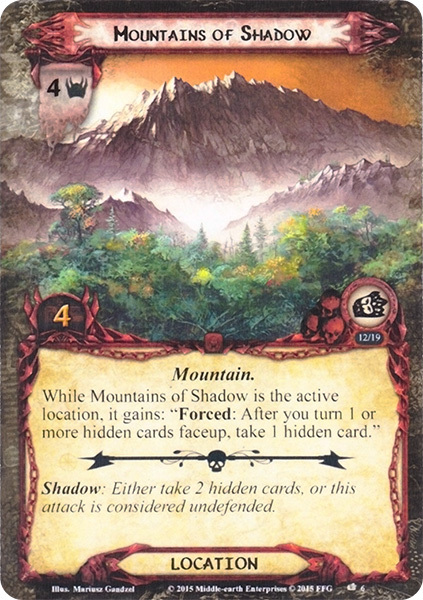 MOUNTAINS OF SHADOW
4
4
12/19
Mountain.
While Mountains of Shadow is the active
location, it gains: “Forced: After you turn 1 or
more hidden cards faceup, take 1 hidden card.”
Shadow: Either take 2 hidden cards, or this
attack is considered undefended.
LOCATION
Illus. Mariusz Gandzel © 2015 Middle-earth Enterprises © 2015 FFG 6